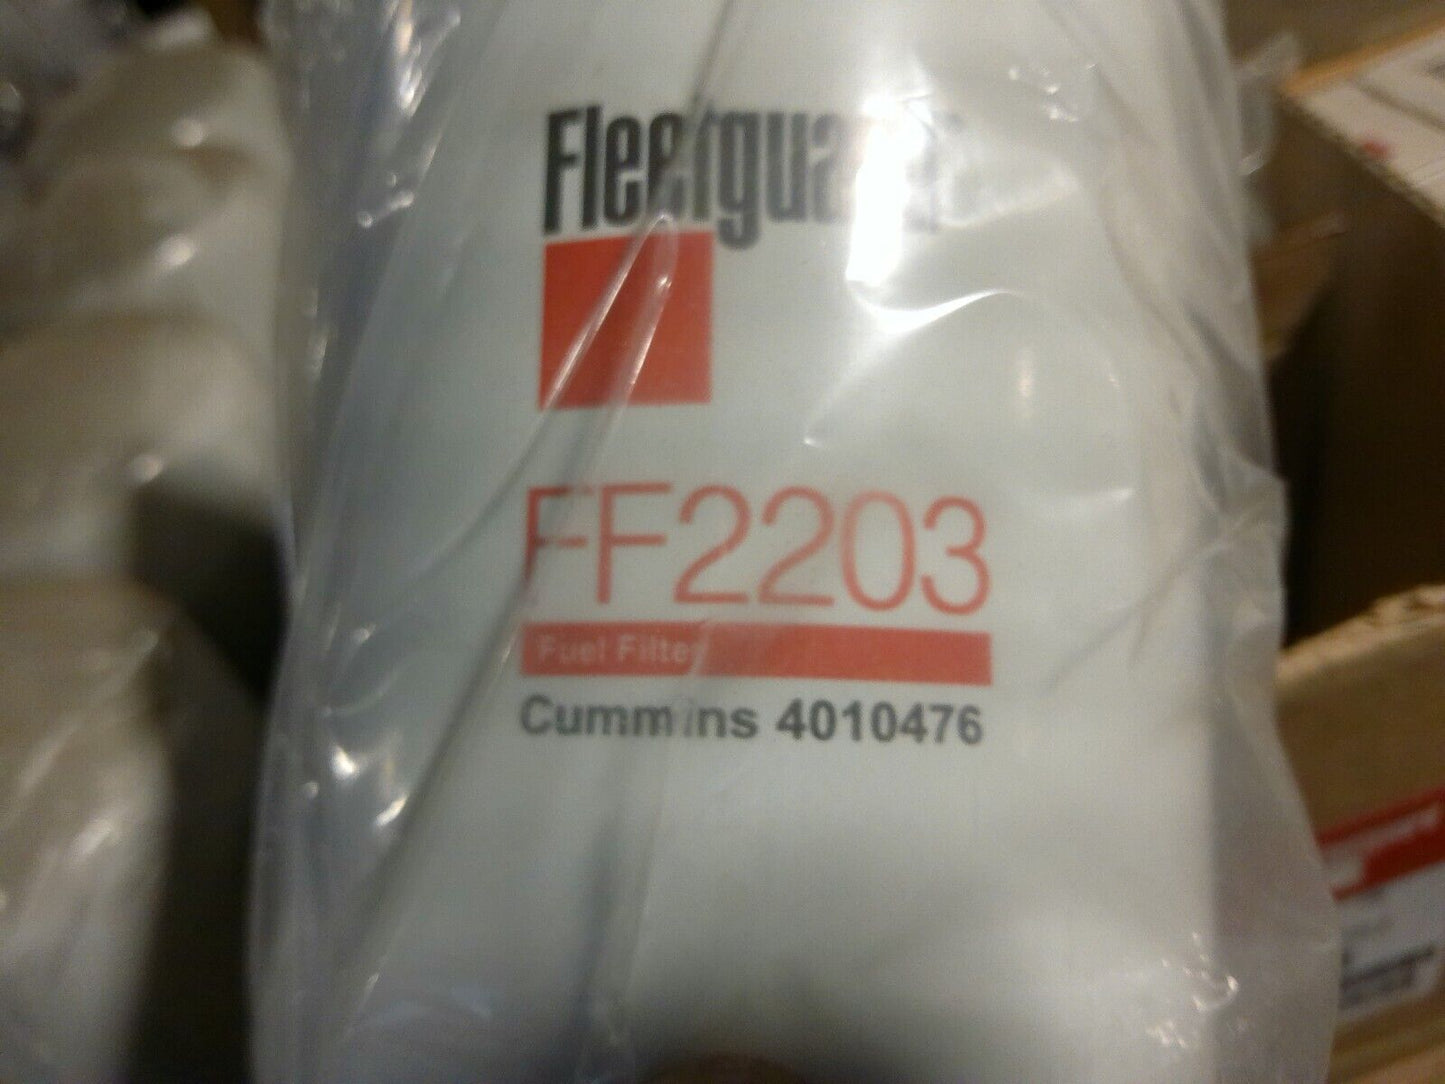 Fleetguard
FF2203
Fuel Filter
Cummins 4010476